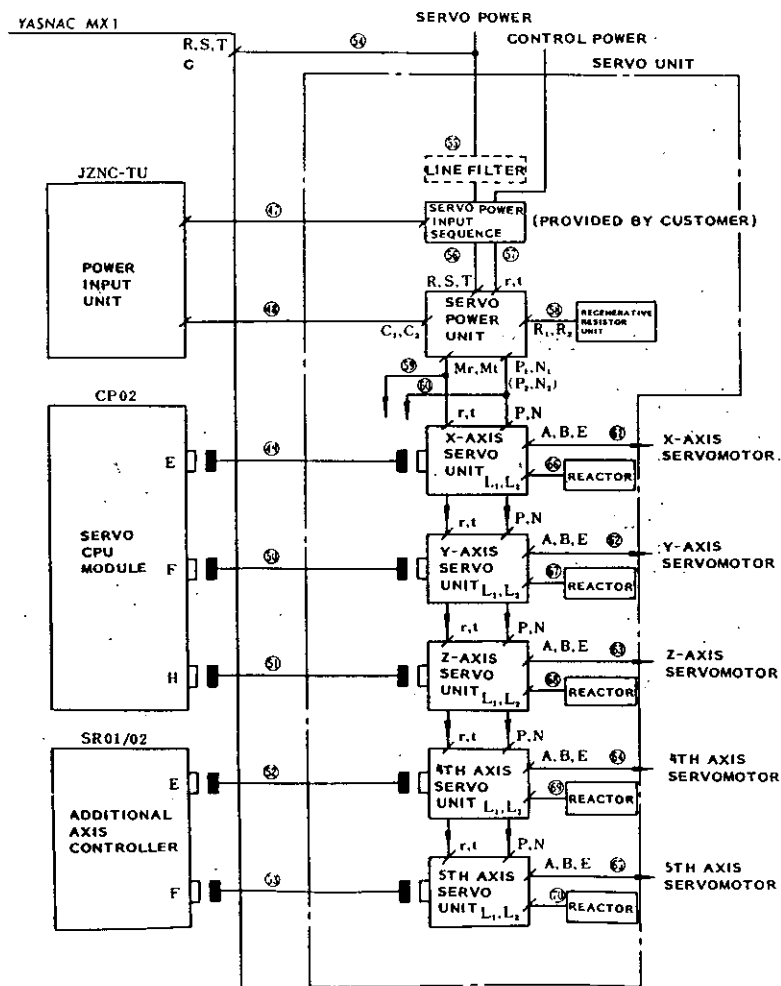 YASNAC MX1
SERVO POWER
CONTROL POWER
SERVO UNIT
R, S, T
G
54
55
LINE FILTER
JZNC-TU
POWER
INPUT
UNIT
47
SERVO POWER
INPUT
SEQUENCE
(PROVIDED BY CUSTOMER)
56
57
R, S, T
r, t
48
C₁, C₂
SERVO
POWER
UNIT
58
R₁, R₂
REGENERATIVE
RESISTOR
UNIT
59
60
Mr, Mt
P₁, N₁
(P₂, N₂)
CP02
SERVO
CPU
MODULE
r,t
P,N
E
49
X-AXIS
SERVO
UNIT
L₁, L₂
A, B, E
61
X-AXIS
SERVOMOTOR.
66
REACTOR
r,t
P,N
F
50
Y-AXIS
SERVO
UNIT
L₁, L₂
A, B, E
62
Y-AXIS
SERVOMOTOR
67
REACTOR
r,t
P,N
H
51
Z-AXIS
SERVO
UNIT
L₁, L₂
A, B, E
63
Z-AXIS
SERVOMOTOR
68
REACTOR
SR01/02
ADDITIONAL
AXIS
CONTROLLER
r,t
P,N
E
52
4TH AXIS
SERVO
UNIT
L₁, L₂
A, B, E
64
4TH AXIS
SERVOMOTOR
69
REACTOR
r,t
P,N
F
53
5TH AXIS
SERVO
UNIT
L₁, L₂
A, B, E
65
5TH AXIS
SERVOMOTOR
70
REACTOR